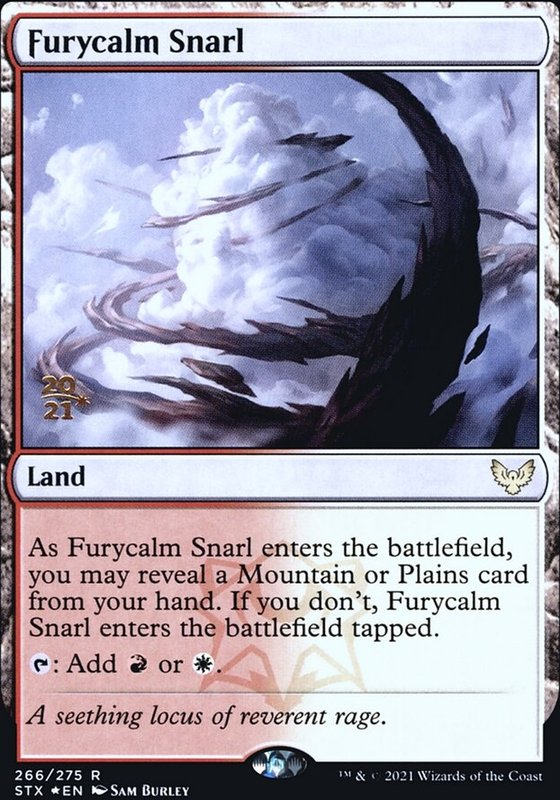 Furycalm Snarl
20
21
Land
As Furycalm Snarl enters the battlefield,
you may reveal a Mountain or Plains card
from your hand. If you don't, Furycalm
Snarl enters the battlefield tapped.
: Add or .
A seething locus of reverent rage.
266/275 R
STX ★ EN Sam Burley
™ & © 2021 Wizards of the Coast